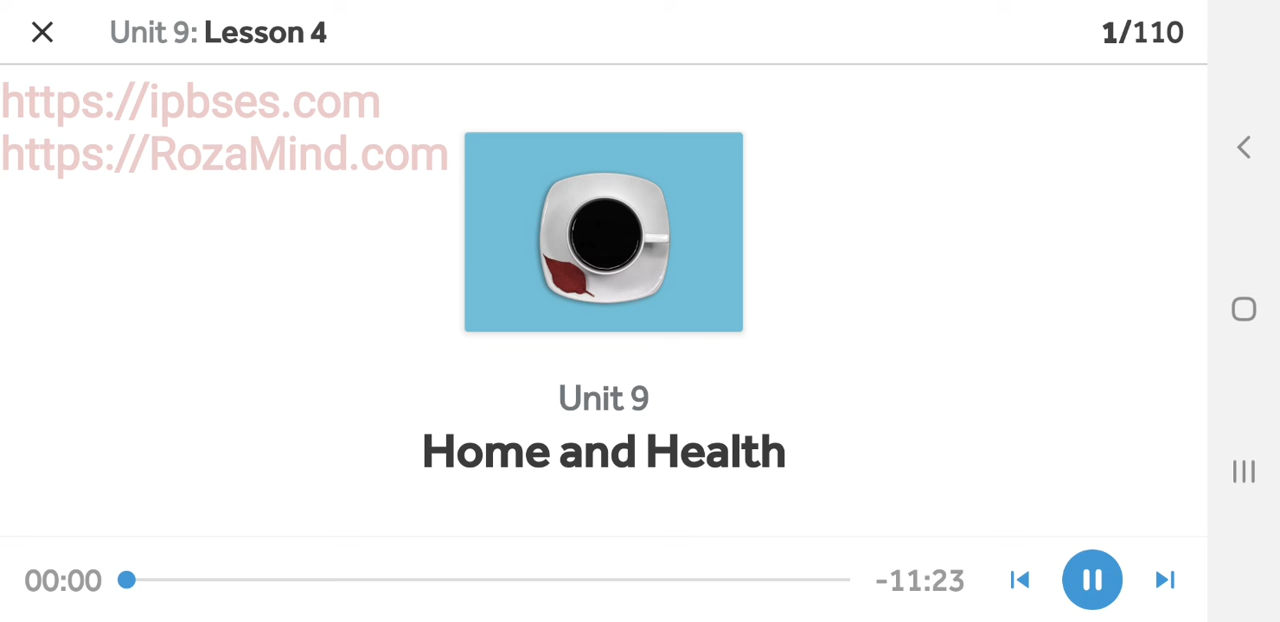 Unit 9: Lesson 4
1/110
https://ipbses.com
https://RozaMind.com
Unit 9
Home and Health
00:00
-11:23